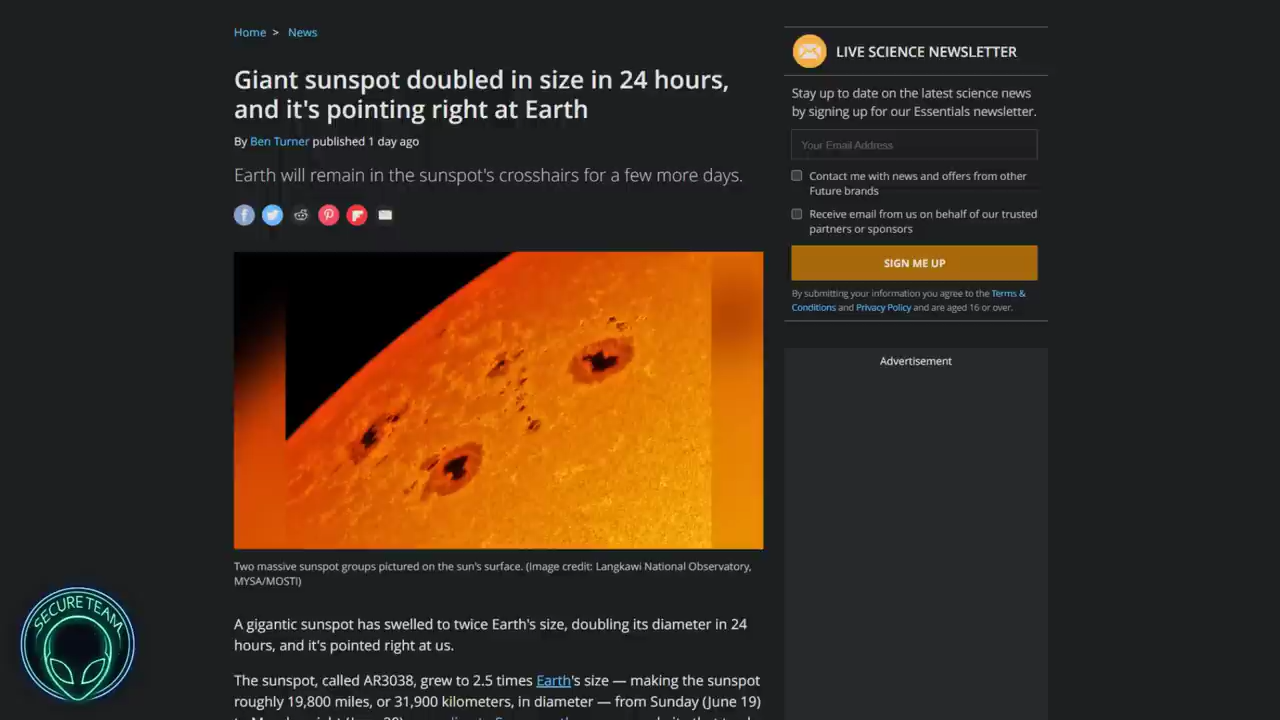 Home > News
Giant sunspot doubled in size in 24 hours,
and it's pointing right at Earth
By Ben Turner published 1 day ago
Earth will remain in the sunspot's crosshairs for a few more days.
Two massive sunspot groups pictured on the sun's surface. (Image credit: Langkawi National Observatory,
MYSA/MOSTI)
A gigantic sunspot has swelled to twice Earth's size, doubling its diameter in 24
hours, and it's pointed right at us.
The sunspot, called AR3038, grew to 2.5 times Earth's size — making the sunspot
roughly 19,800 miles, or 31,900 kilometers, in diameter — from Sunday (June 19)
LIVE SCIENCE NEWSLETTER
Stay up to date on the latest science news
by signing up for our Essentials newsletter.
Your Email Address
Contact me with news and offers from other
Future brands
Receive email from us on behalf of our trusted
partners or sponsors
SIGN ME UP
By submitting your information you agree to the Terms &
Conditions and Privacy Policy and are aged 16 or over.
Advertisement
SECURE TEAM